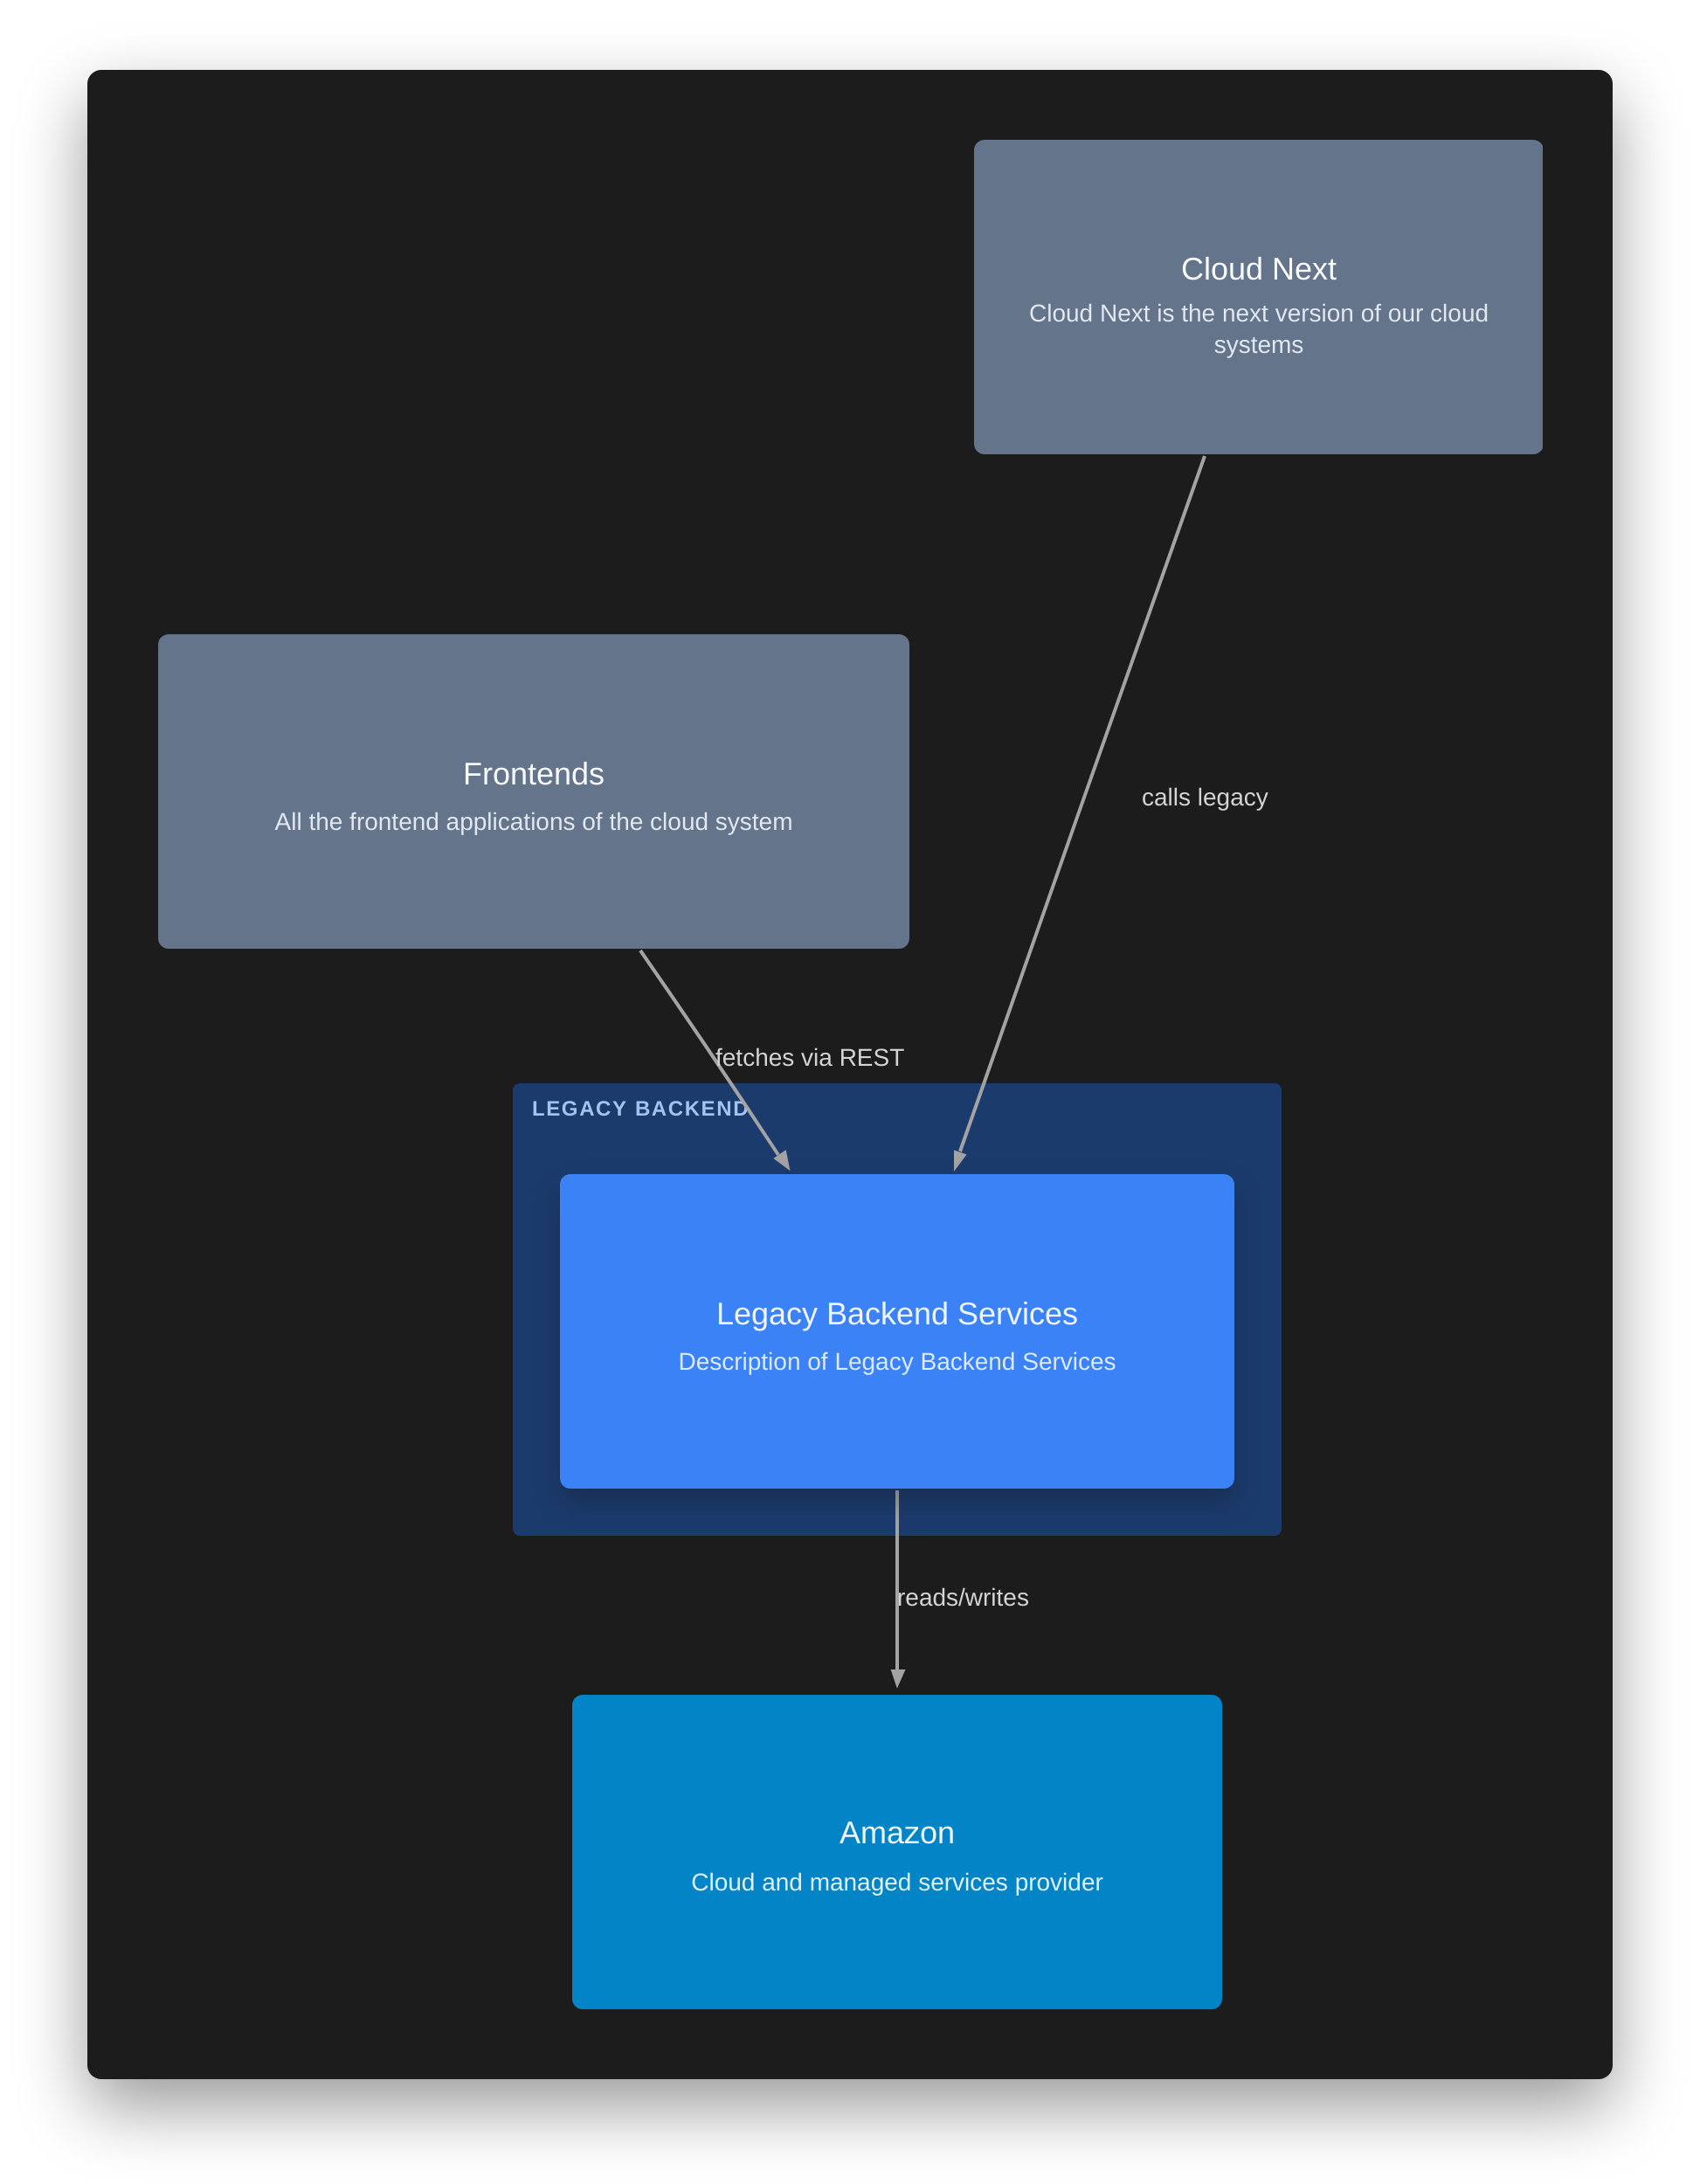 Cloud Next
Cloud Next is the next version of our cloud
systems
Frontends
All the frontend applications of the cloud system
calls legacy
fetches via REST
LEGACY BACKEND
Legacy Backend Services
Description of Legacy Backend Services
reads/writes
Amazon
Cloud and managed services provider